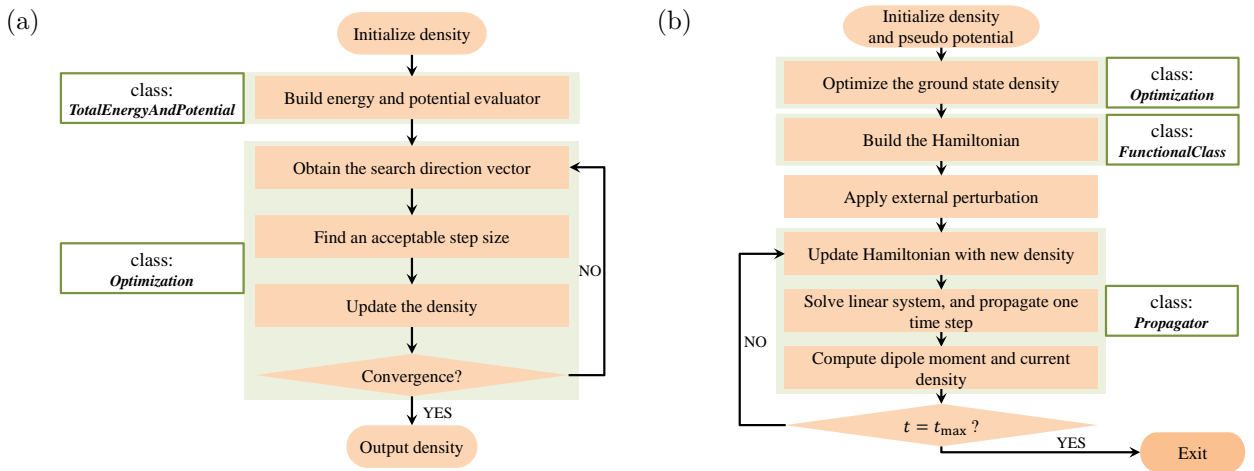 (a)
Initialize density
class:
TotalEnergyAndPotential
Build energy and potential evaluator
Obtain the search direction vector
Find an acceptable step size
class:
Optimization
NO
Update the density
Convergence?
YES
Output density
(b)
Initialize density
and pseudo potential
Optimize the ground state density
class:
Optimization
Build the Hamiltonian
class:
FunctionalClass
Apply external perturbation
Update Hamiltonian with new density
Solve linear system, and propagate one
time step
class:
Propagator
NO
Compute dipole moment and current
density
t = tmax ?
YES
Exit